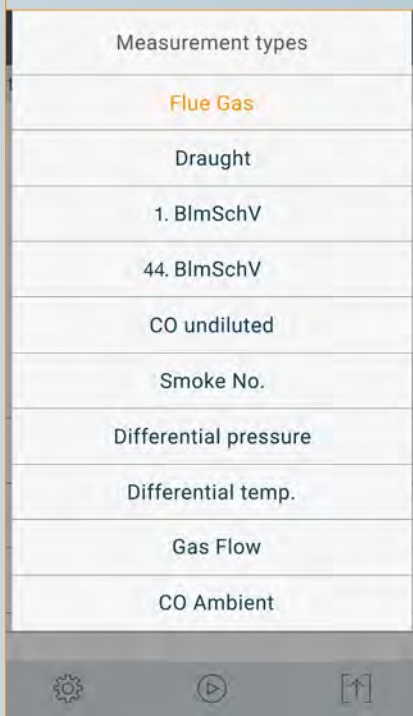 Measurement types
Flue Gas
Draught
1. BImSchV
44. BImSchV
CO undiluted
Smoke No.
Differential pressure
Differential temp.
Gas Flow
CO Ambient